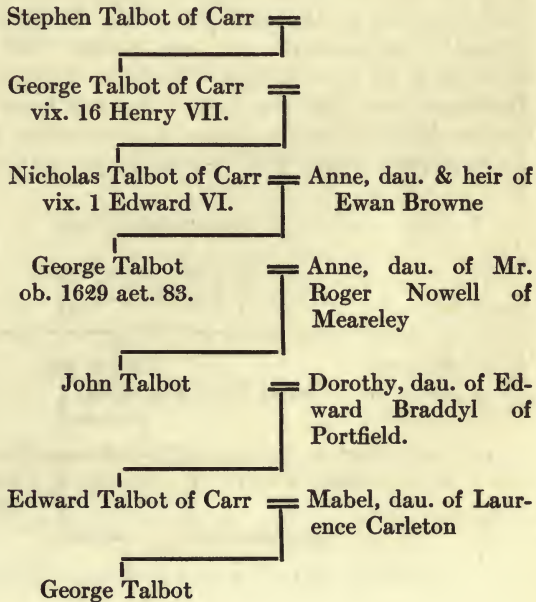 Stephen Talbot of Carr
George Talbot of Carr
vix. 16 Henry VII.
Nicholas Talbot of Carr
vix. 1 Edward VI.
Anne, dau. & heir of
Ewan Browne
George Talbot
ob. 1629 aet. 83.
Anne, dau. of Mr.
Roger Nowell of
Meareley
John Talbot
Dorothy, dau. of Ed-
ward Braddyl of
Portfield.
Edward Talbot of Carr
Mabel, dau. of Laur-
ence Carleton
George Talbot